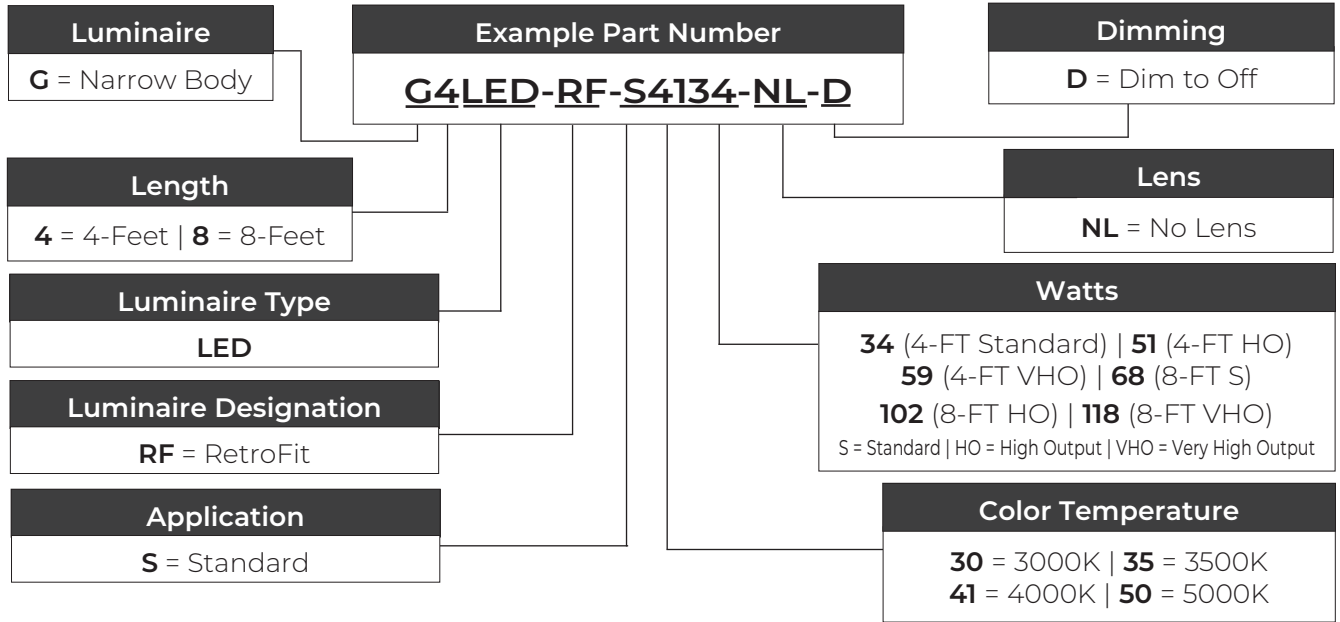 Luminaire
G = Narrow Body
Example Part Number
G4LED-RF-S4134-NL-D
Dimming
D = Dim to Off
Length
4 = 4-Feet | 8 = 8-Feet
Lens
NL = No Lens
Luminaire Type
LED
Watts
34 (4-FT Standard) | 51 (4-FT HO)
59 (4-FT VHO) | 68 (8-FT S)
102 (8-FT HO) | 118 (8-FT VHO)
S = Standard | HO = High Output | VHO = Very High Output
Luminaire Designation
RF = RetroFit
Application
S = Standard
Color Temperature
30 = 3000K | 35 = 3500K
41 = 4000K | 50 = 5000K